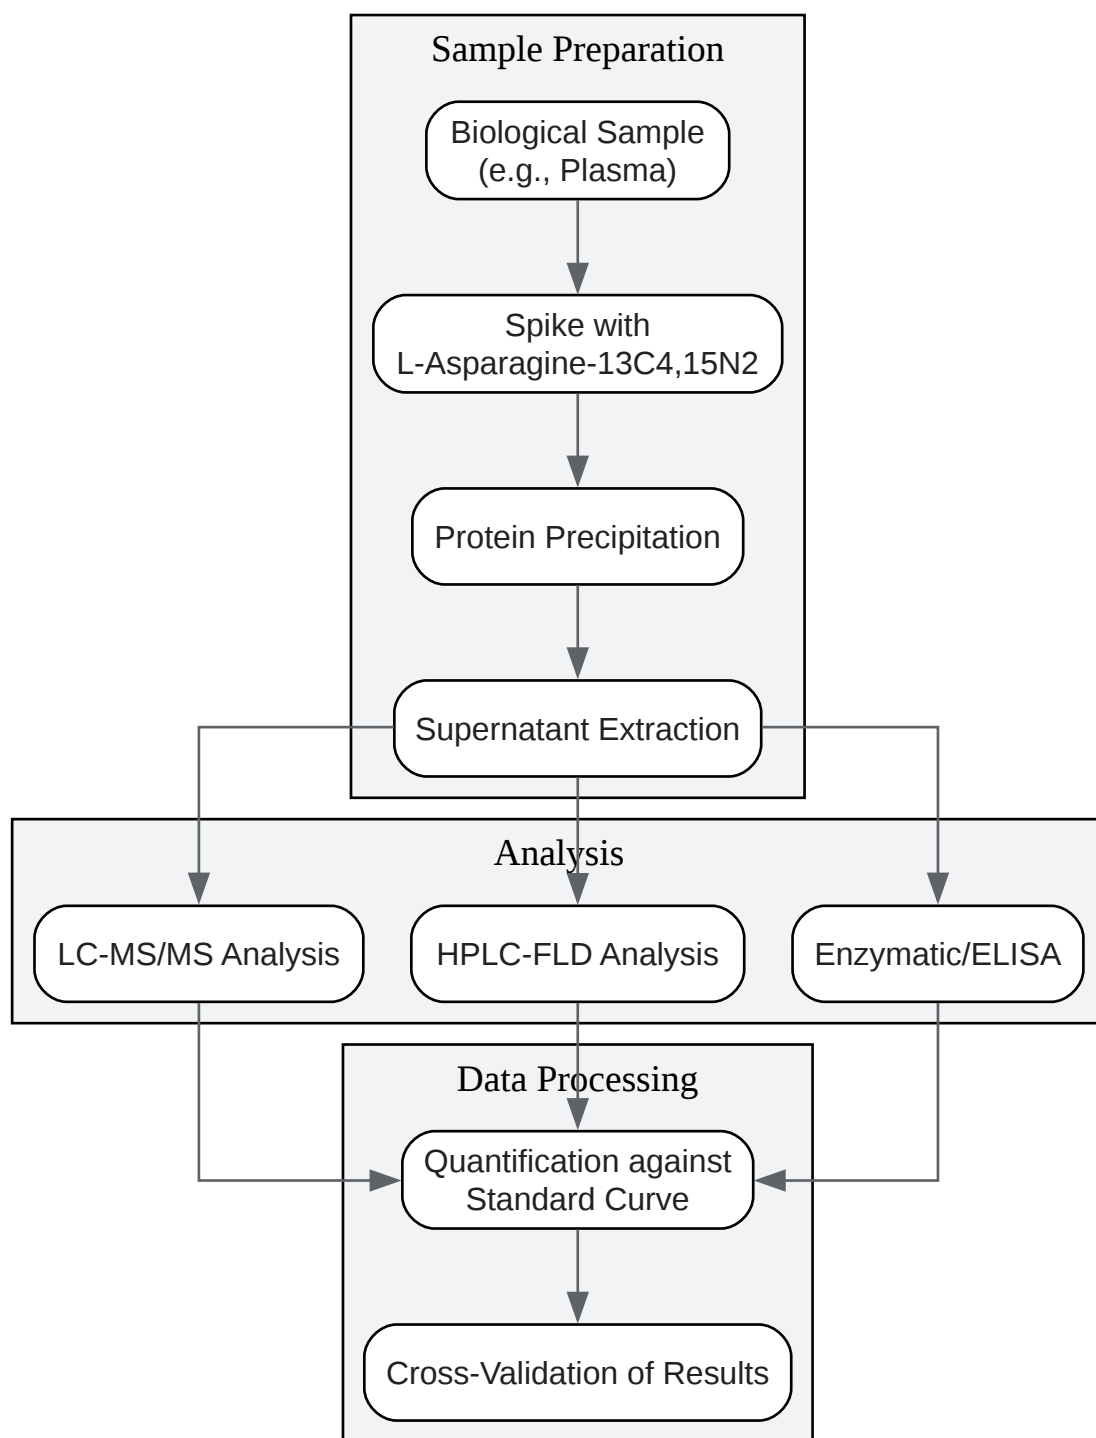 Sample Preparation
Biological Sample
(e.g., Plasma)
Spike with
L-Asparagine-13C4,15N2
Protein Precipitation
Supernatant Extraction
Analysis
LC-MS/MS Analysis
HPLC-FLD Analysis
Enzymatic/ELISA
Data Processing
Quantification against
Standard Curve
Cross-Validation of Results